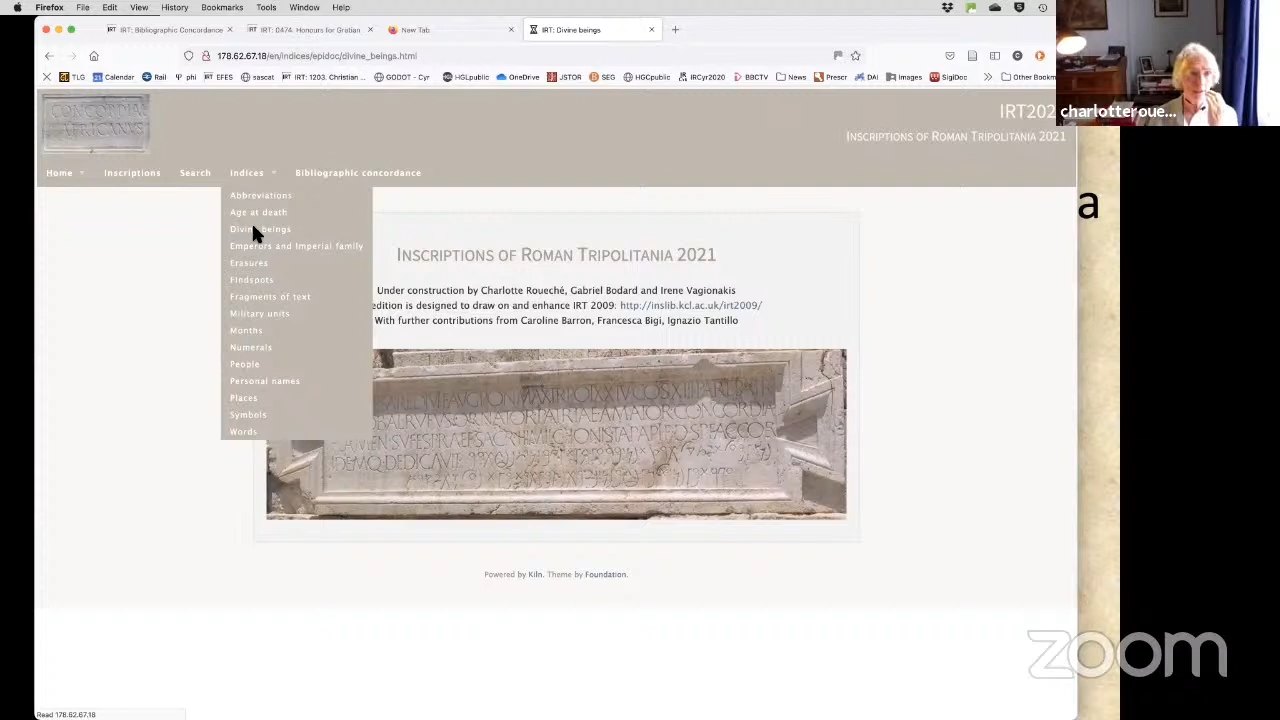 Firefox File Edit View History Bookmarks Tools Window Help
IRT: Bibliographic Concordance
IRT: D474: Honours for Gratian
New Tab
IRT: Divine beings
178.62.67.18/en/indices/epidoc/divine_beings.html
TLG Calendar Rail phi EFES sascat IRT: 1203. Christian ... GODOT - Cyr HGLpublic OneDrive JSTOR SEG HGCpublic IRCyr2020 BBCTV News Prescr DAI Images SigiDoc Other Bookm
charlotteroue...
CONCORDIAE
IRT202
INSCRIPTIONS OF ROMAN TRIPOLITANIA 2021
Home Inscriptions Search Indices Bibliographic concordance
Abbreviations
Age at death
Divine beings
Emperors and Imperial family
Erasures
Findspots
Fragments of text
Military units
Months
Numerals
People
Personal names
Places
Symbols
Words
a
INSCRIPTIONS OF ROMAN TRIPOLITANIA 2021
Under construction by Charlotte Roueché, Gabriel Bodard and Irene Vagionakis
edition is designed to draw on and enhance IRT 2009: http://inslib.kcl.ac.uk/irt2009/
With further contributions from Caroline Barron, Francesca Bigi, Ignazio Tantillo
Powered by Kiln. Theme by Foundation.
zoom
Read 178.62.67.18